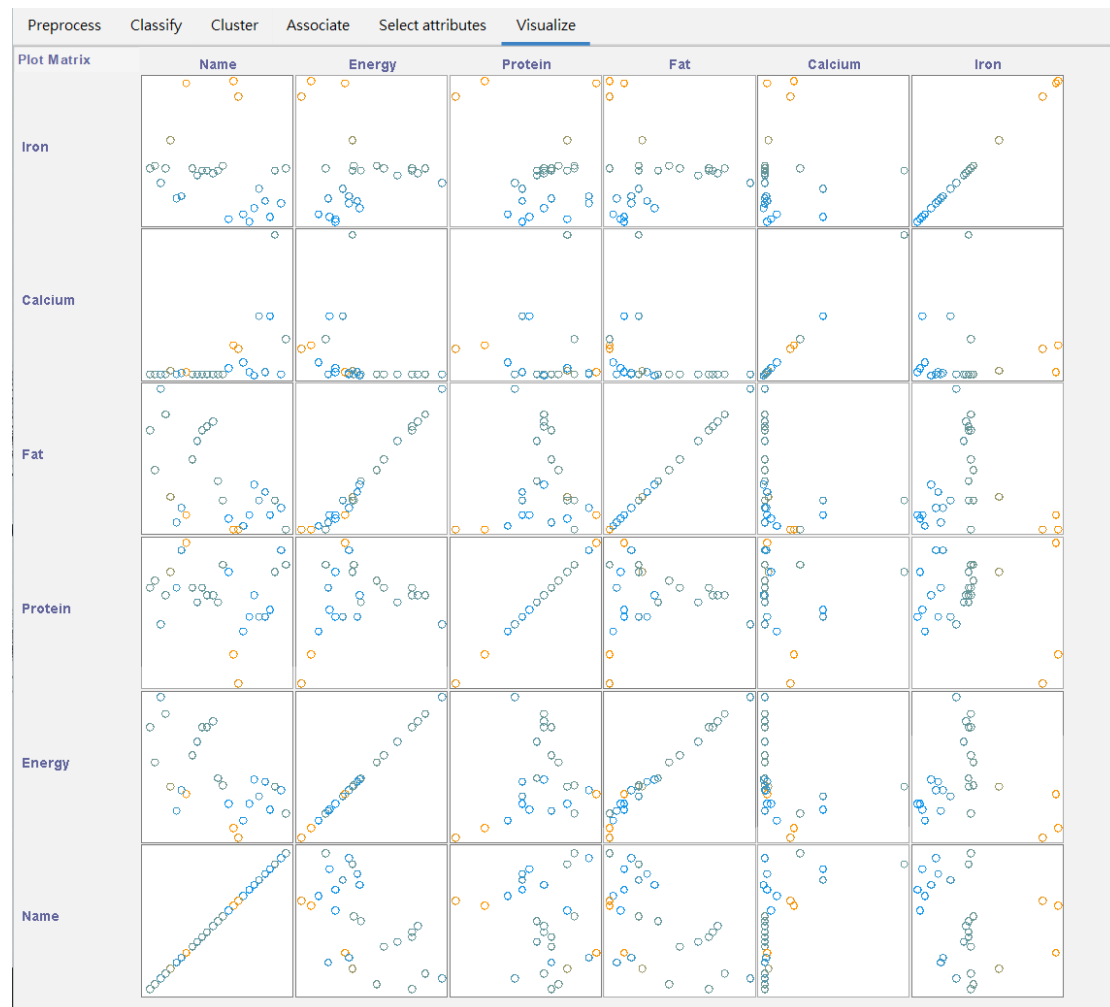 Preprocess Classify Cluster Associate Select attributes Visualize
Plot Matrix Name Energy Protein Fat Calcium Iron
Iron
Calcium
Fat
Protein
Energy
Name